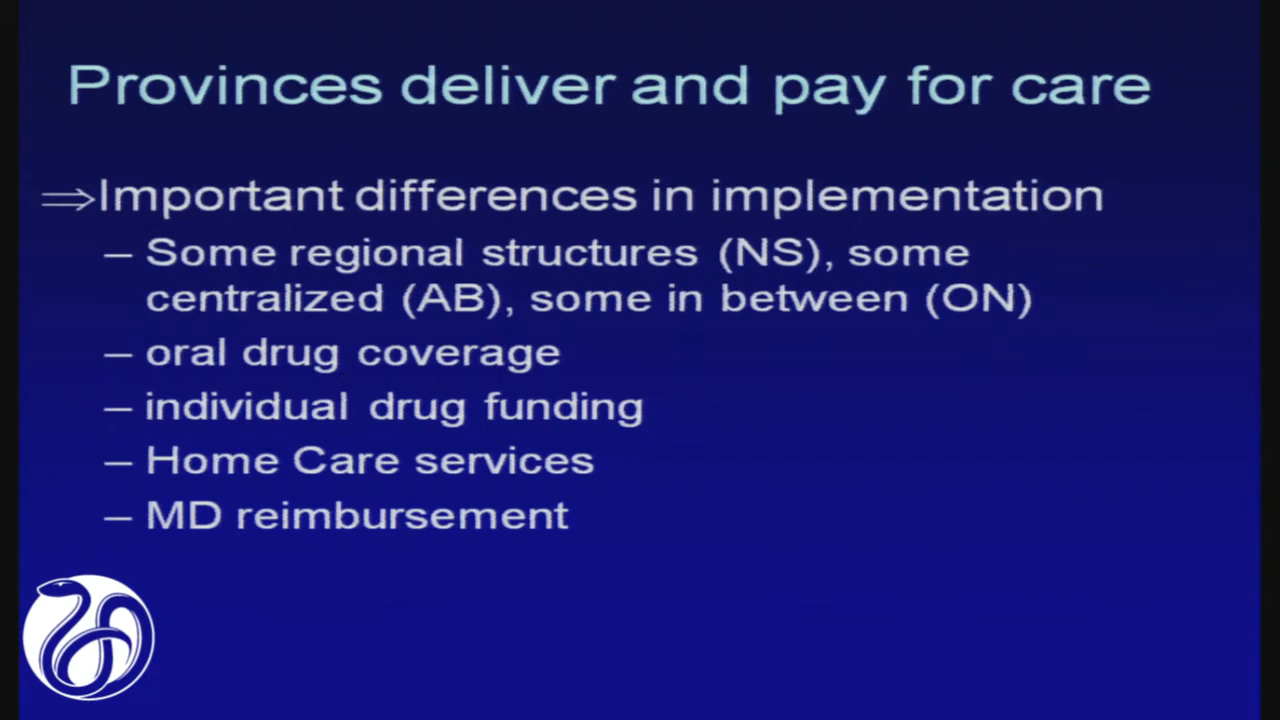 Provinces deliver and pay for care
⇒Important differences in implementation
– Some regional structures (NS), some
centralized (AB), some in between (ON)
– oral drug coverage
– individual drug funding
– Home Care services
– MD reimbursement